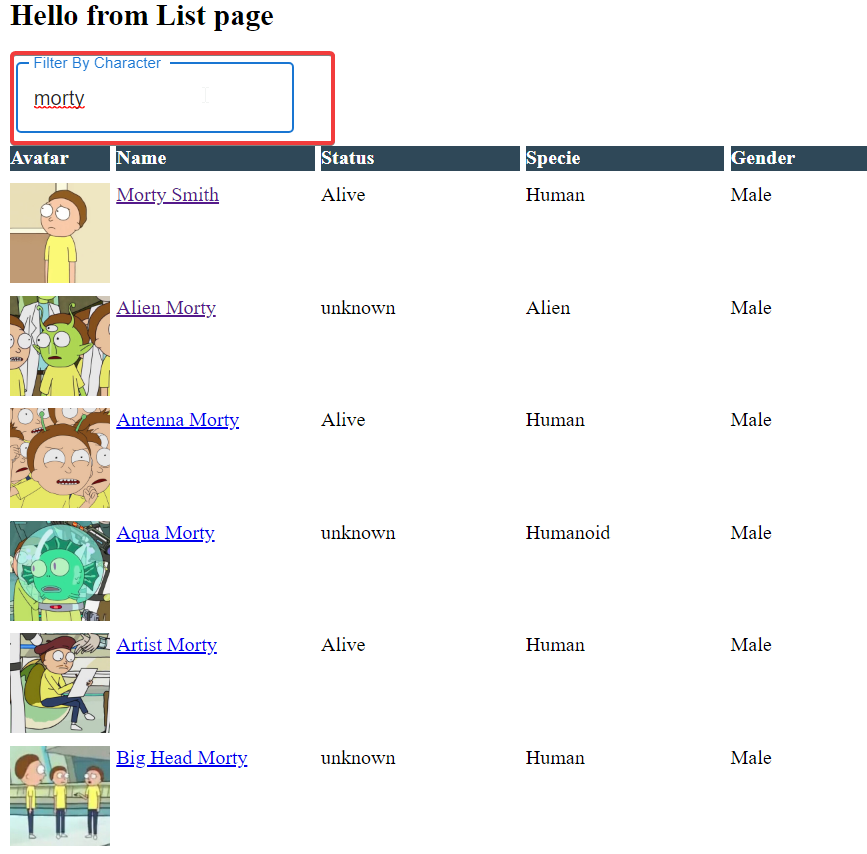 Hello from List page
Filter By Character
morty
Avatar Name Status Specie Gender
Morty Smith Alive Human Male
Alien Morty unknown Alien Male
Antenna Morty Alive Human Male
Aqua Morty unknown Humanoid Male
Artist Morty Alive Human Male
Big Head Morty unknown Human Male